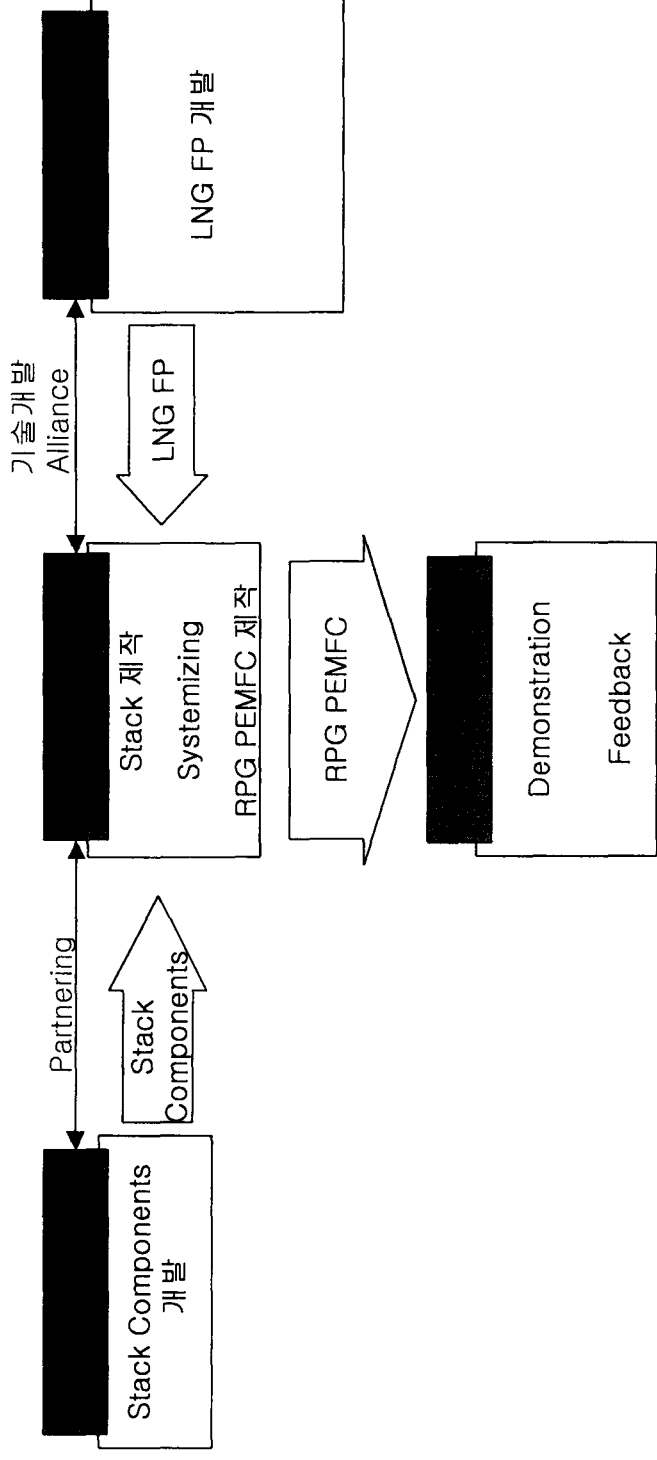 Partnering
기술개발
Alliance
Stack Components
개발
Stack
Components
Stack 제작
Systemizing
RPG PEMFC 제작
LNG FP
LNG FP 개발
RPG PEMFC
Demonstration
Feedback